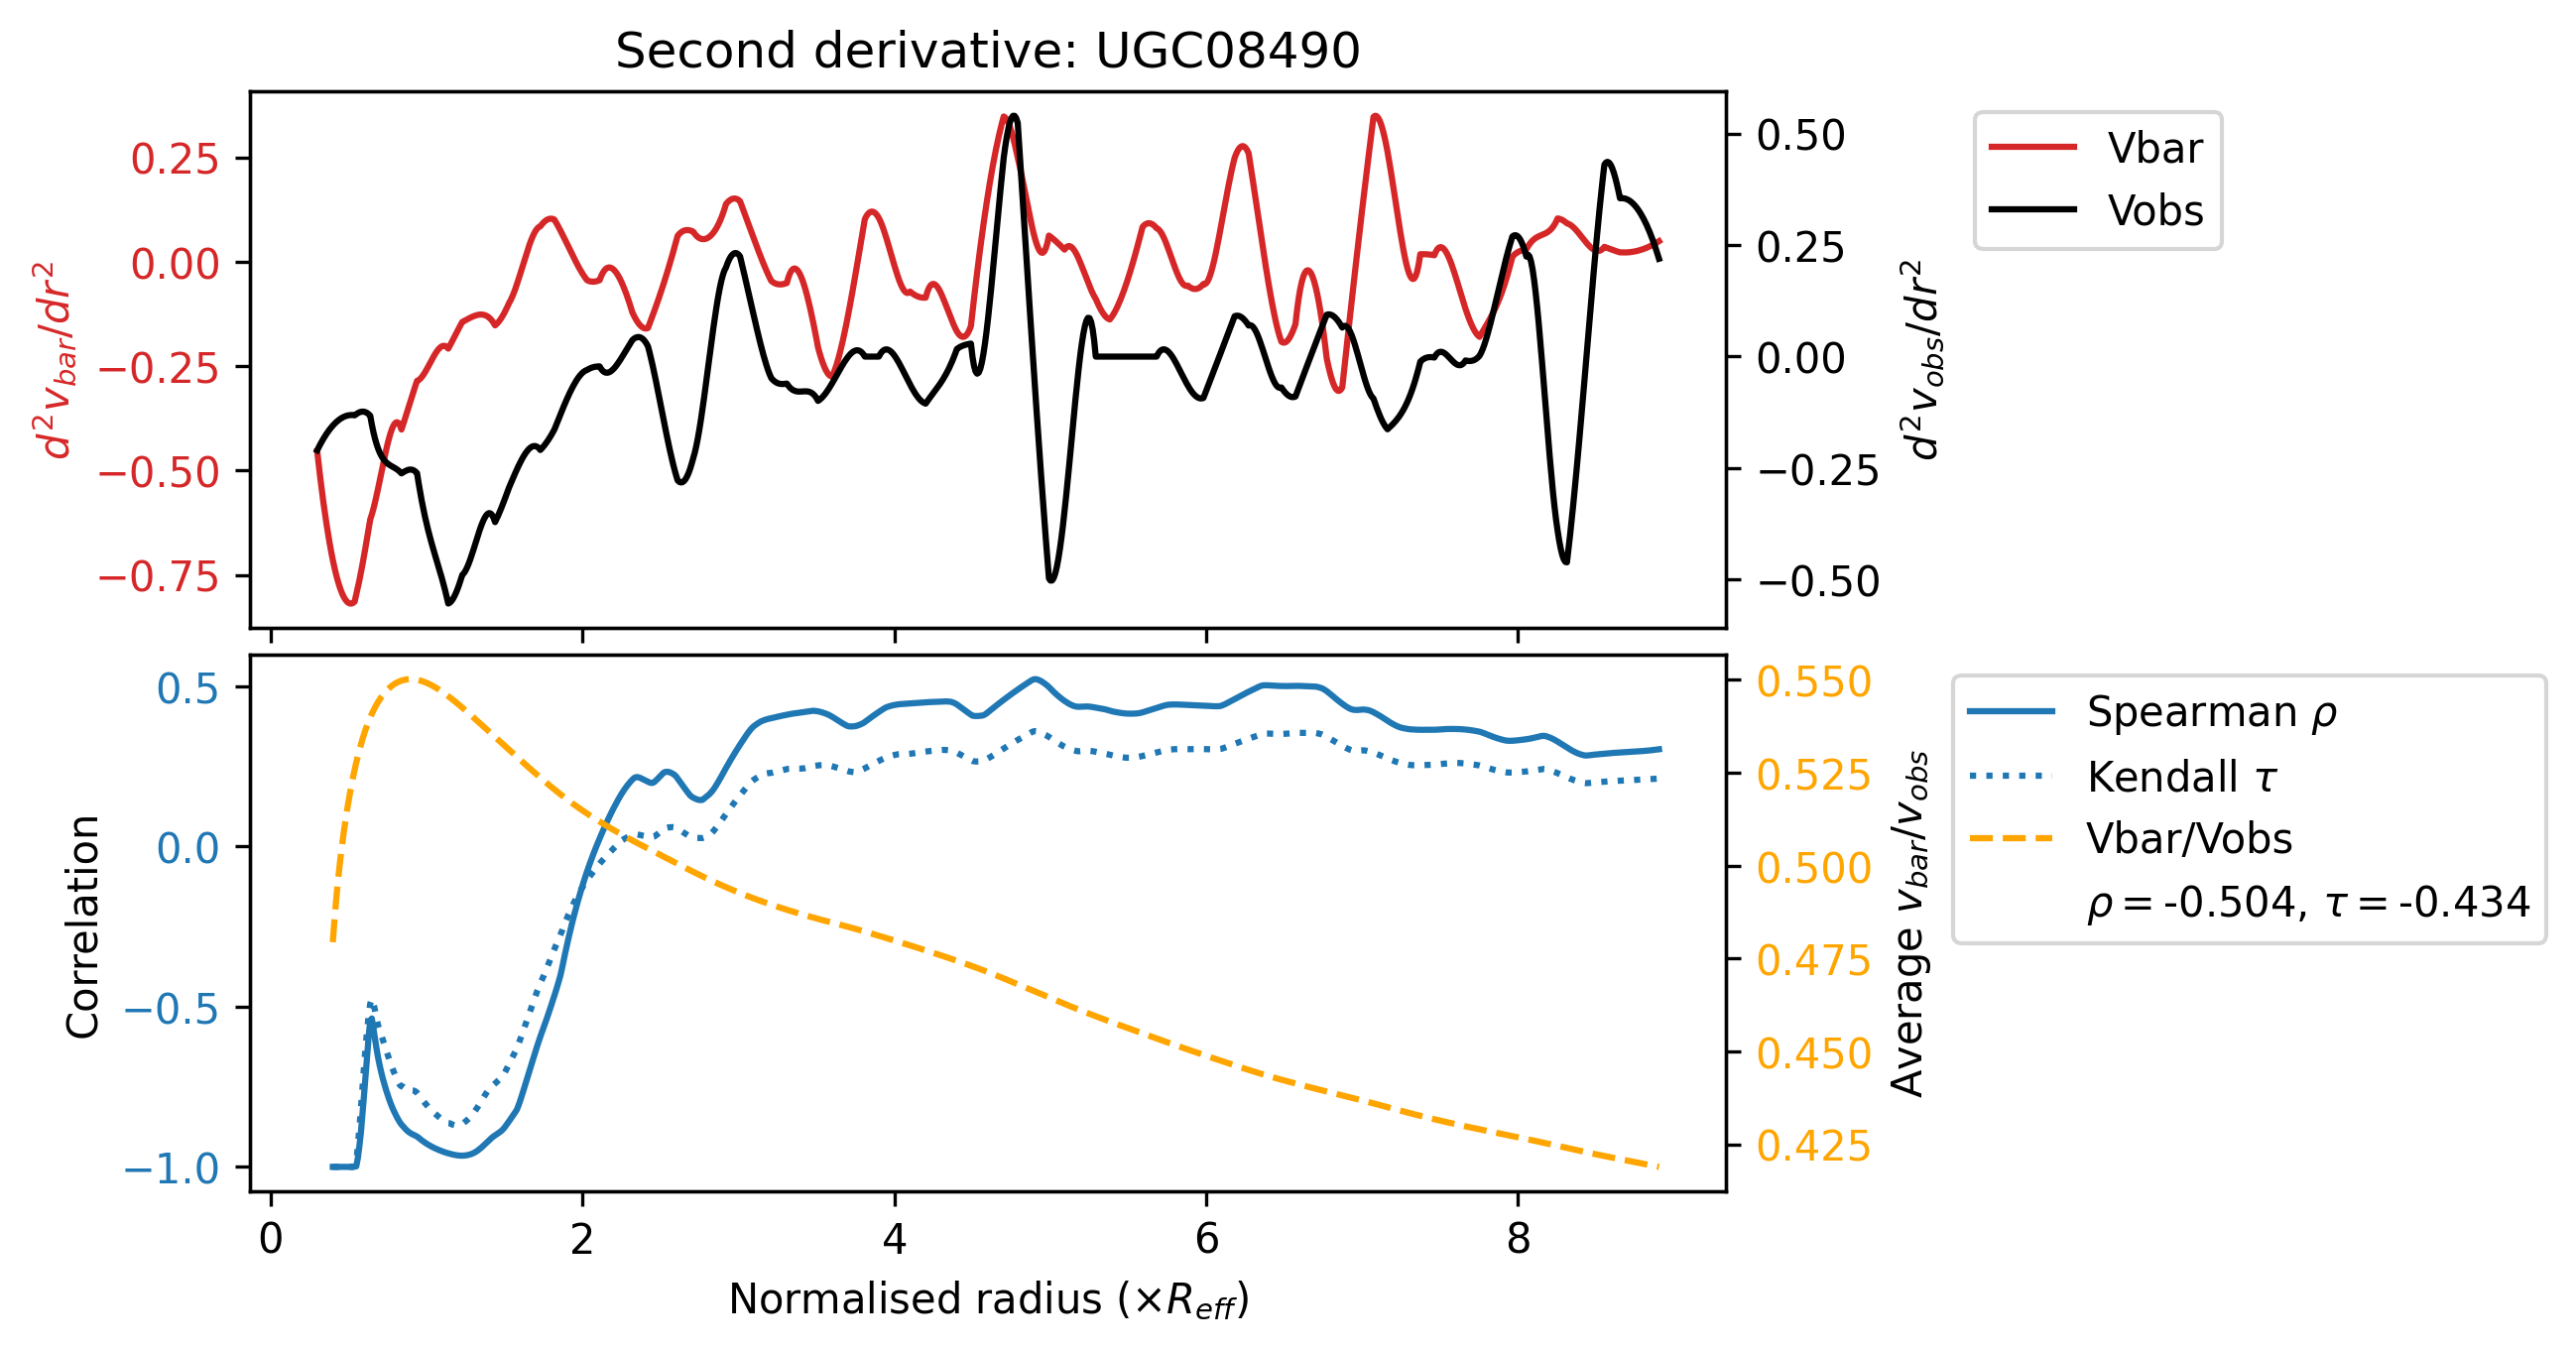 Second derivative: UGC08490
0.25
0.00
−0.25
−0.50
−0.75
d²v_bar/dr²
0.50
0.25
0.00
−0.25
−0.50
d²v_obs/dr²
Vbar
Vobs
0.5
0.0
−0.5
−1.0
Correlation
0.550
0.525
0.500
0.475
0.450
0.425
Average v_bar/v_obs
Spearman ρ
Kendall τ
Vbar/Vobs
ρ = -0.504, τ = -0.434
0 2 4 6 8
Normalised radius (×R_eff)